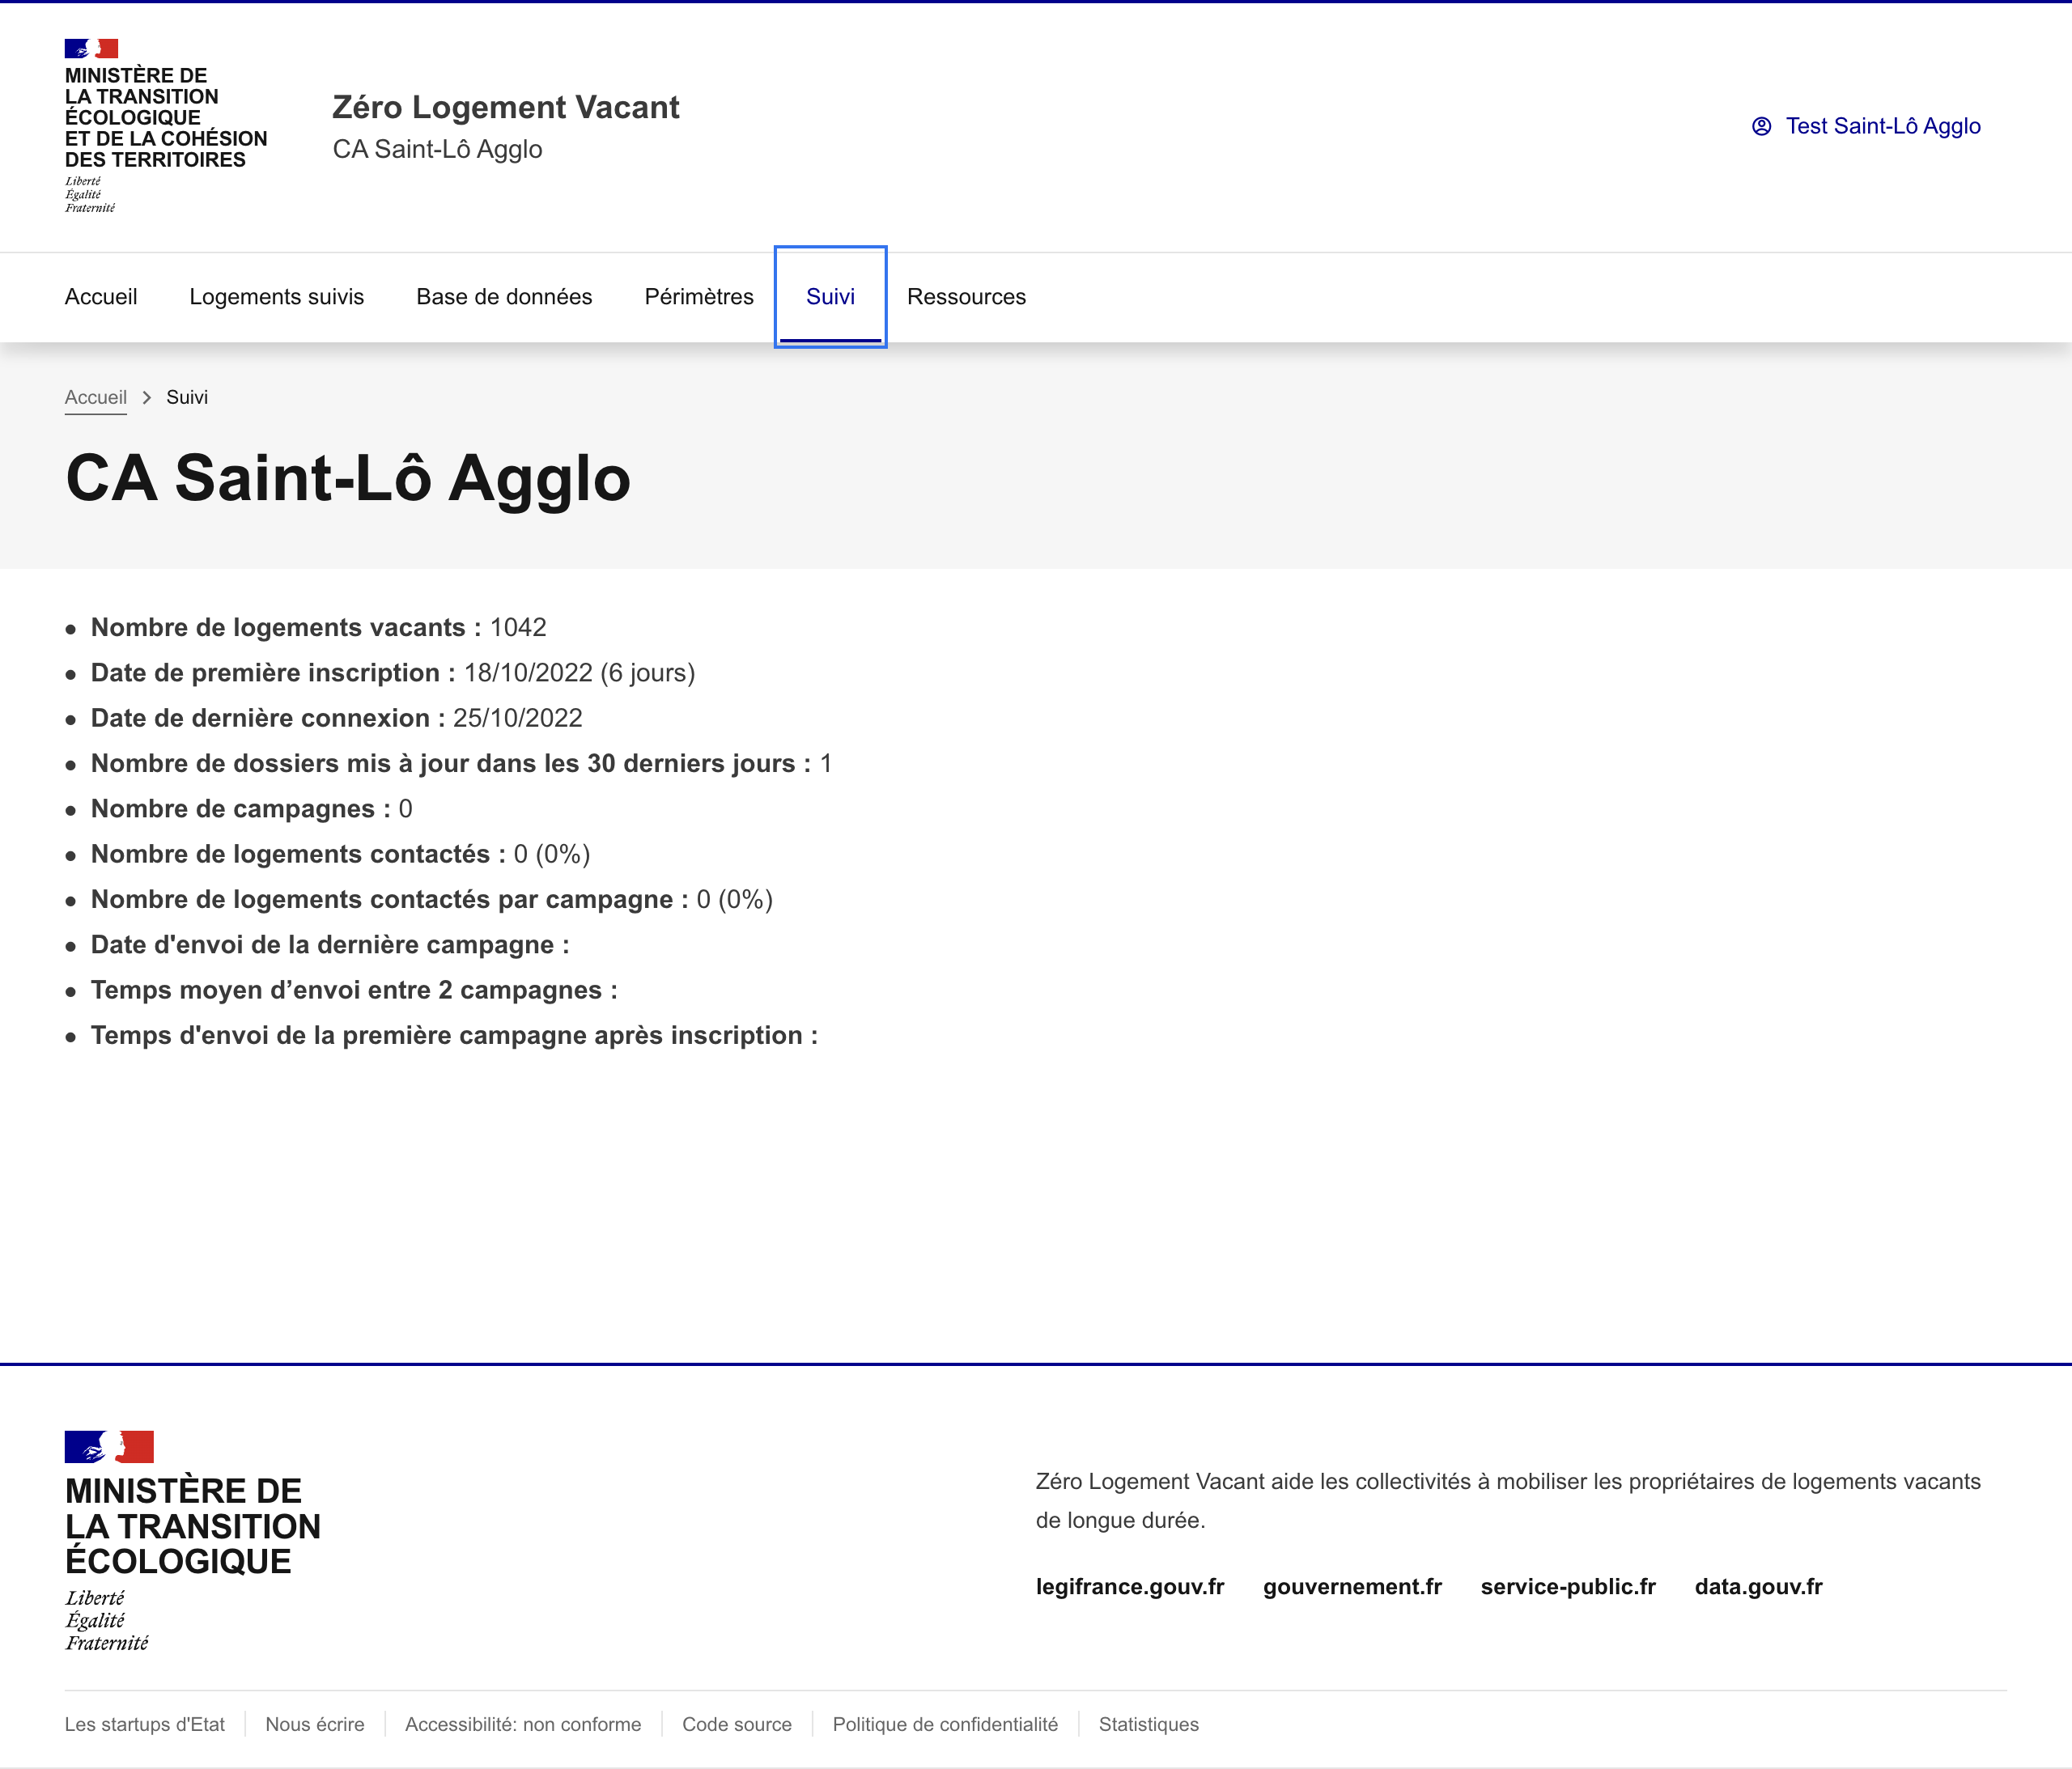 MINISTÈRE DE
LA TRANSITION
ÉCOLOGIQUE
ET DE LA COHÉSION
DES TERRITOIRES
Liberté
Égalité
Fraternité
Zéro Logement Vacant
CA Saint-Lô Agglo
Test Saint-Lô Agglo
Accueil Logements suivis Base de données Périmètres Suivi Ressources
Accueil Suivi
CA Saint-Lô Agglo
Nombre de logements vacants : 1042
Date de première inscription : 18/10/2022 (6 jours)
Date de dernière connexion : 25/10/2022
Nombre de dossiers mis à jour dans les 30 derniers jours : 1
Nombre de campagnes : 0
Nombre de logements contactés : 0 (0%)
Nombre de logements contactés par campagne : 0 (0%)
Date d'envoi de la dernière campagne :
Temps moyen d’envoi entre 2 campagnes :
Temps d'envoi de la première campagne après inscription :
MINISTÈRE DE
LA TRANSITION
ÉCOLOGIQUE
Liberté
Égalité
Fraternité
Zéro Logement Vacant aide les collectivités à mobiliser les propriétaires de logements vacants
de longue durée.
legifrance.gouv.fr gouvernement.fr service-public.fr data.gouv.fr
Les startups d'Etat Nous écrire Accessibilité: non conforme Code source Politique de confidentialité Statistiques